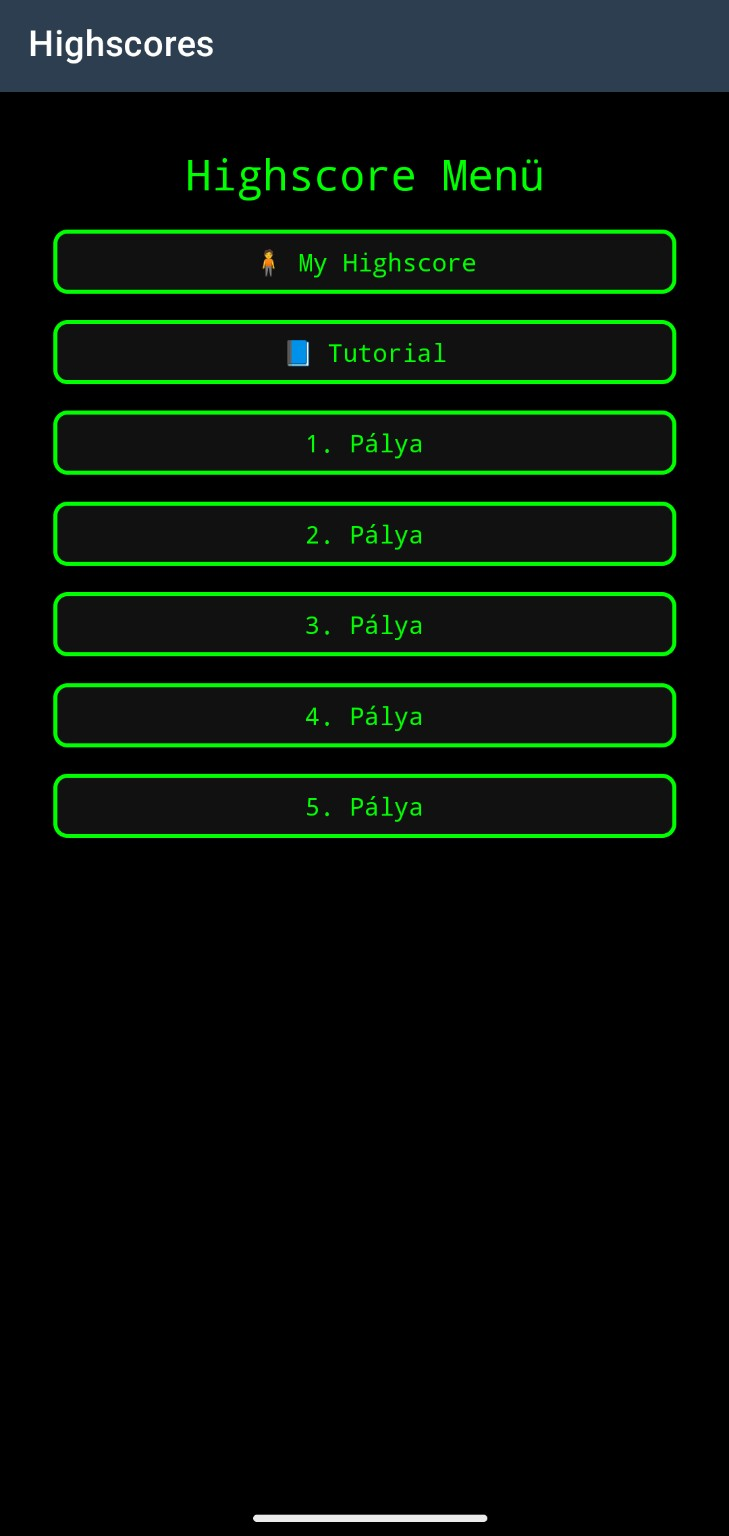 Highscores
Highscore Menü
🧍 My Highscore
📘 Tutorial
1. Pálya
2. Pálya
3. Pálya
4. Pálya
5. Pálya